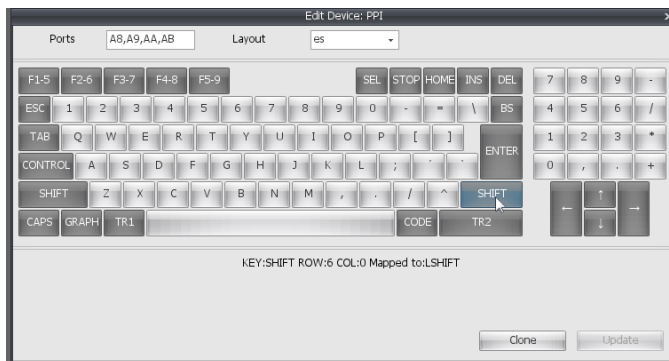 Edit Device: PPI
Ports A8,A9,AA,AB Layout es
F1-5 F2-6 F3-7 F4-8 F5-9 SEL STOP HOME INS DEL 7 8 9 -
ESC 1 2 3 4 5 6 7 8 9 0 - = \ BS 4 5 6 /
TAB Q W E R T Y U I O P [ ] ENTER 1 2 3 *
CONTROL A S D F G H J K L ; ` ` 0 , . +
SHIFT Z X C V B N M , . / ^ SHIFT ← ↑ →
CAPS GRAPH TR1 CODE TR2 ↓
KEY:SHIFT ROW:6 COL:0 Mapped to:LSHIFT
Clone Update